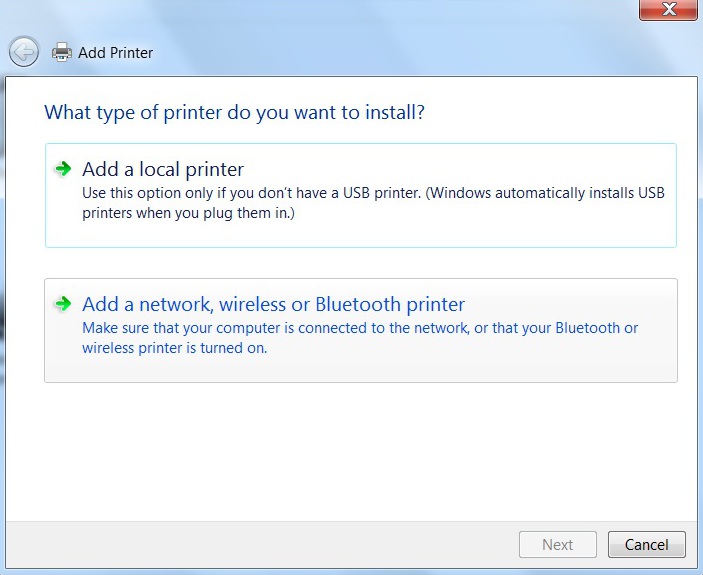 Add Printer
What type of printer do you want to install?
Add a local printer
Use this option only if you don't have a USB printer. (Windows automatically installs USB
printers when you plug them in.)
Add a network, wireless or Bluetooth printer
Make sure that your computer is connected to the network, or that your Bluetooth or
wireless printer is turned on.
Next
Cancel